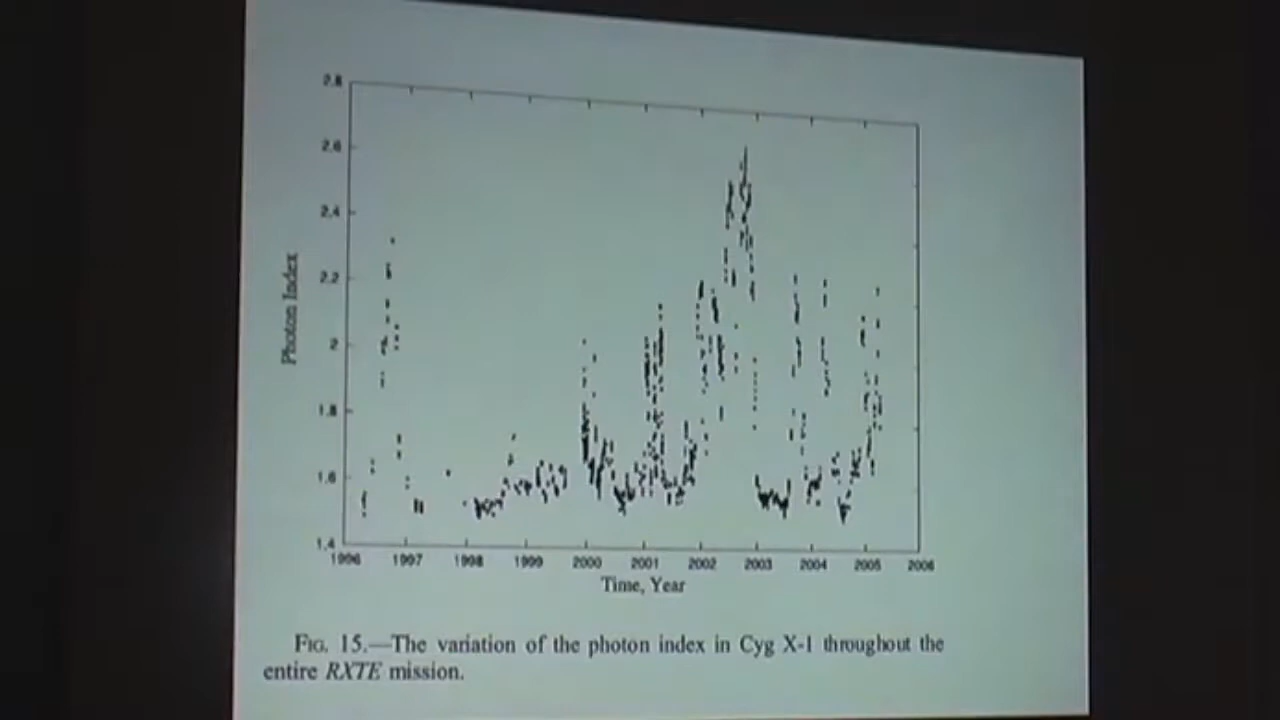 2.8
2.6
2.4
2.2
2
1.8
1.6
1.4
Photon Index
1996 1997 1998 1999 2000 2001 2002 2003 2004 2005 2006
Time, Year
FIG. 15.—The variation of the photon index in Cyg X-1 throughout the
entire RXTE mission.